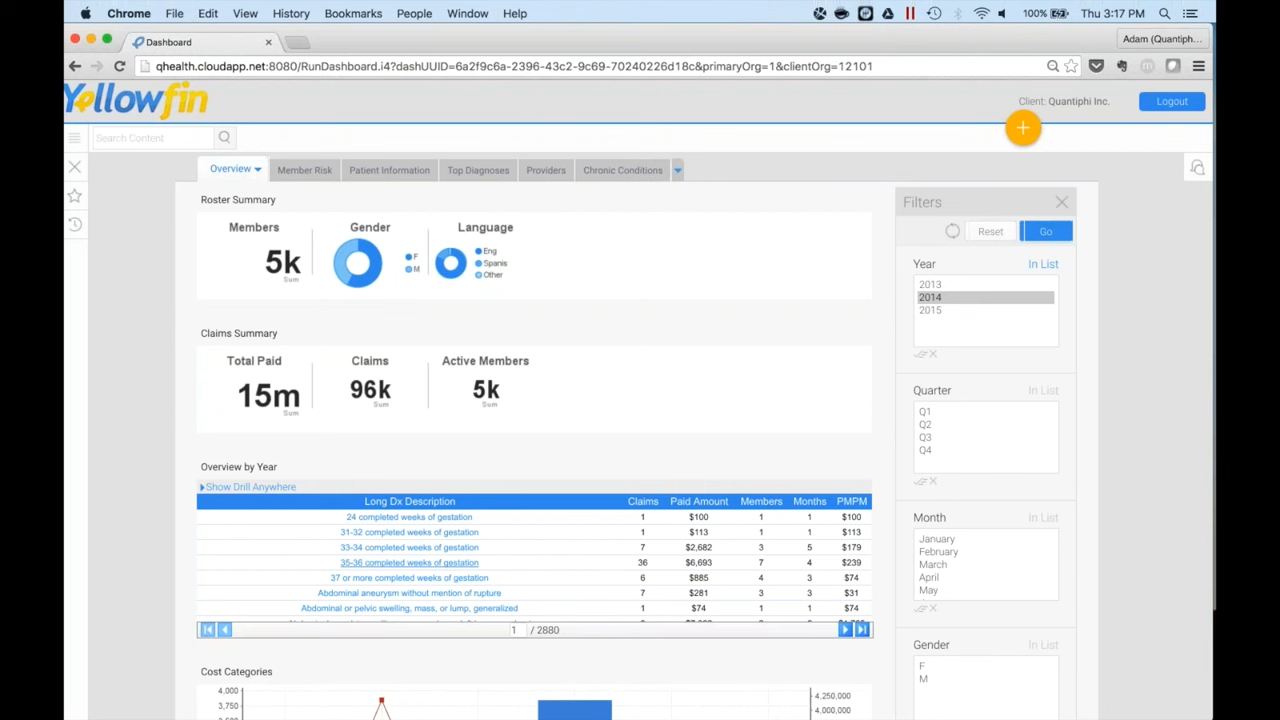 Chrome File Edit View History Bookmarks People Window Help 100% Thu 3:17 PM
Dashboard Adam (Quantiph...
qhealth.cloudapp.net:8080/RunDashboard.i4?dashUUID=6a2f9c6a-2396-43c2-9c69-70240226d18c&primaryOrg=1&clientOrg=12101
Yellowfin Client: Quantiphi Inc. Logout
Search Content
Overview Member Risk Patient Information Top Diagnoses Providers Chronic Conditions
Roster Summary
Members Gender Language
5k
Sum
F
M
Eng
Spanis
Other
Claims Summary
Total Paid Claims Active Members
15m 96k 5k
Sum Sum Sum
Overview by Year
Show Drill Anywhere
Long Dx Description Claims Paid Amount Members Months PMPM
24 completed weeks of gestation 1 $100 1 1 $100
31-32 completed weeks of gestation 1 $113 1 1 $113
33-34 completed weeks of gestation 7 $2,682 3 5 $179
35-36 completed weeks of gestation 36 $6,693 7 4 $239
37 or more completed weeks of gestation 6 $885 4 3 $74
Abdominal aneurysm without mention of rupture 7 $281 3 3 $31
Abdominal or pelvic swelling, mass, or lump, generalized 1 $74 1 1 $74
1 / 2880
Cost Categories
4,000
3,750
4,250,000
4,000,000
Filters
Reset Go
Year In List
2013
2014
2015
Quarter In List
Q1
Q2
Q3
Q4
Month In List
January
February
March
April
May
Gender In List
F
M